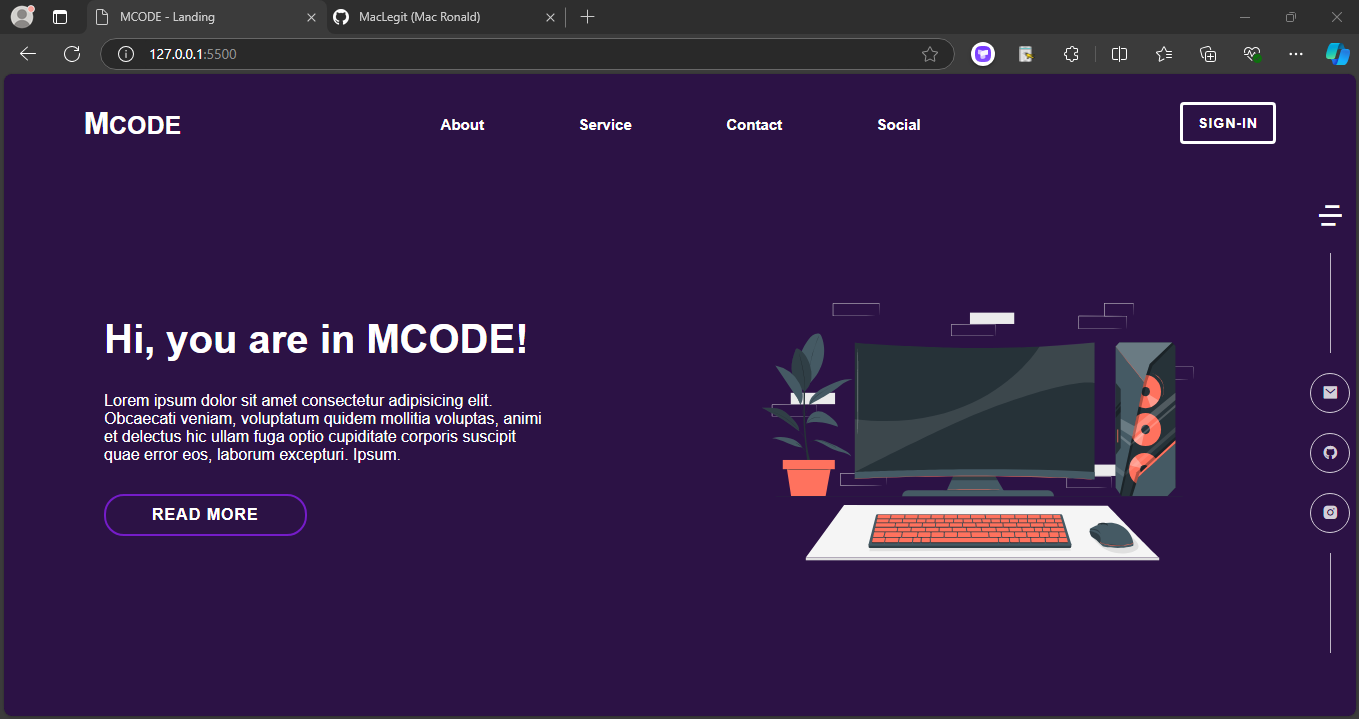 MCODE - Landing
MacLegit (Mac Ronald)
127.0.0.1:5500
MCODE
About
Service
Contact
Social
SIGN-IN
Hi, you are in MCODE!
Lorem ipsum dolor sit amet consectetur adipisicing elit.
Obcaecati veniam, voluptatum quidem mollitia voluptas, animi
et delectus hic ullam fuga optio cupiditate corporis suscipit
quae error eos, laborum excepturi. Ipsum.
READ MORE